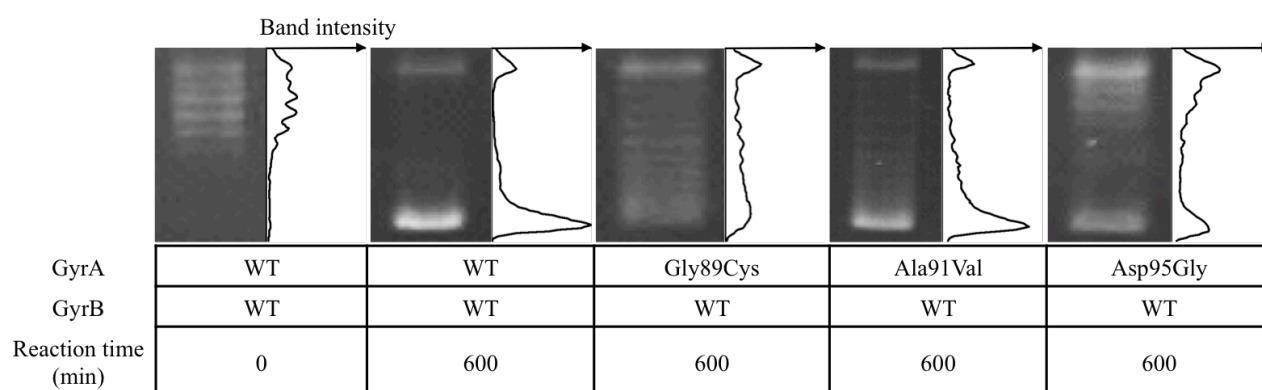 Band intensity
GyrA WT WT Gly89Cys Ala91Val Asp95Gly
GyrB WT WT WT WT WT
Reaction time
(min) 0 600 600 600 600